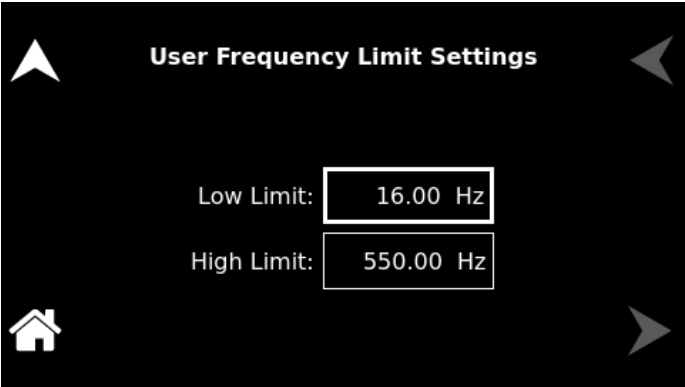 User Frequency Limit Settings
Low Limit: 16.00 Hz
High Limit: 550.00 Hz